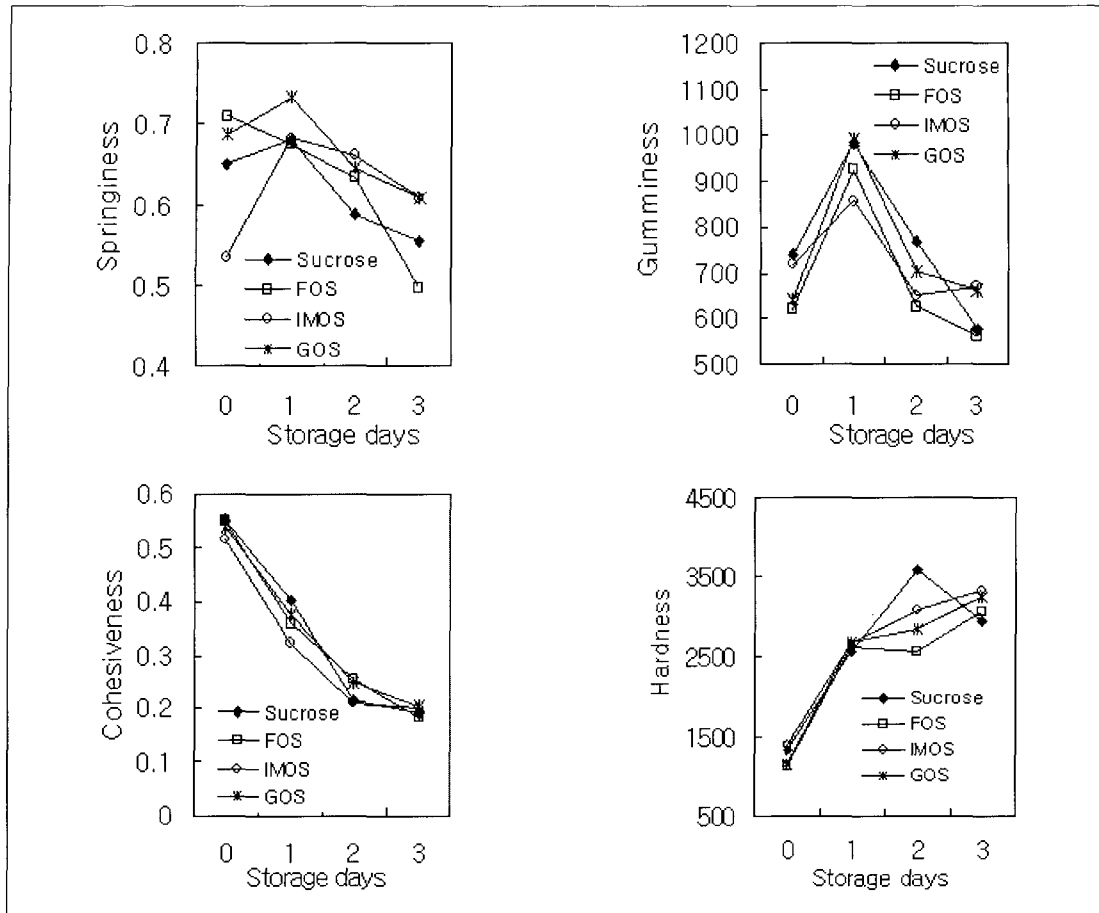 Springiness
0.8
0.7
0.6
0.5
0.4
Sucrose
FOS
IMOS
GOS
0 1 2 3
Storage days
Gumminess
1200
1100
1000
900
800
700
600
500
Sucrose
FOS
IMOS
GOS
0 1 2 3
Storage days
Cohesiveness
0.6
0.5
0.4
0.3
0.2
0.1
0
Sucrose
FOS
IMOS
GOS
0 1 2 3
Storage days
Hardness
4500
3500
2500
1500
500
Sucrose
FOS
IMOS
GOS
0 1 2 3
Storage days